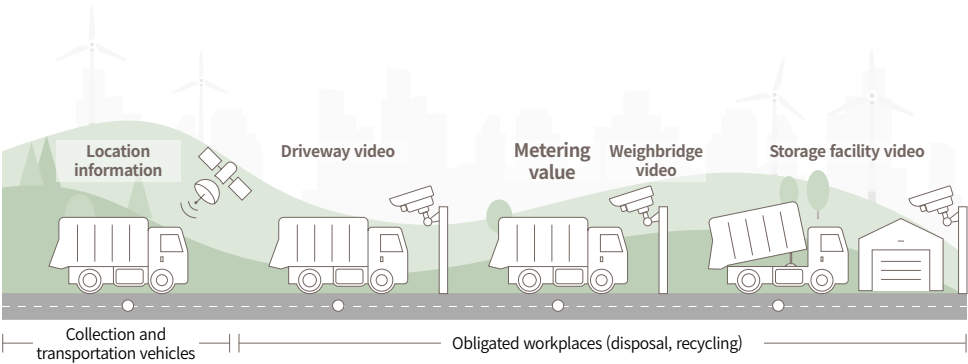 Location
information
Driveway video
Metering
value
Weighbridge
video
Storage facility video
Collection and
transportation vehicles
Obligated workplaces (disposal, recycling)